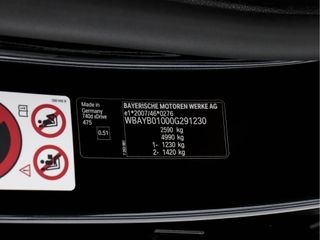 Made in
Germany
740d xDrive
475
0.51
BAYERISCHE MOTOREN WERKE AG
e1*2007/46*0276
WBAYB01000G291230
2590 kg
4990 kg
1- 1230 kg
2- 1420 kg